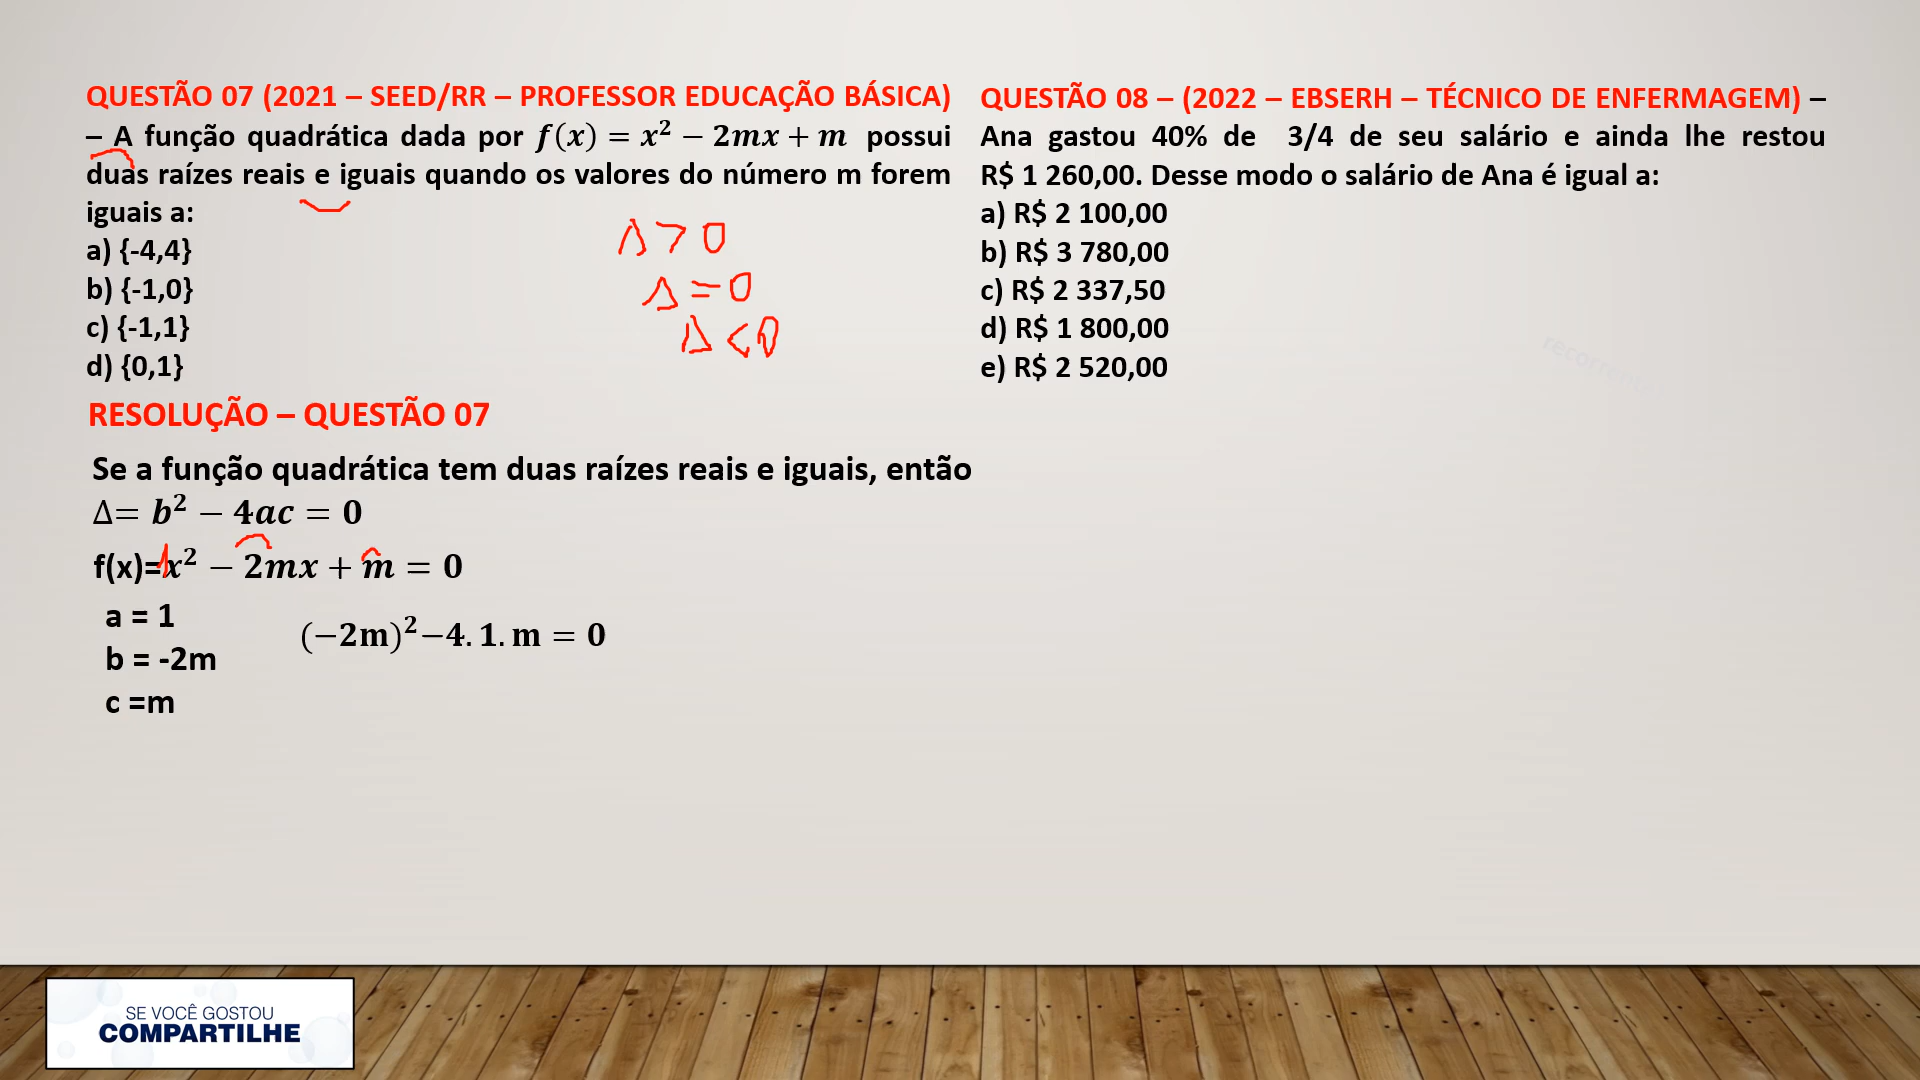 QUESTÃO 07 (2021 – SEED/RR – PROFESSOR EDUCAÇÃO BÁSICA)
– A função quadrática dada por f(x) = x² − 2mx + m possui
duas raízes reais e iguais quando os valores do número m forem
iguais a:
a) {-4,4}
b) {-1,0}
c) {-1,1}
d) {0,1}
Δ > 0
Δ = 0
Δ < 0
RESOLUÇÃO – QUESTÃO 07
Se a função quadrática tem duas raízes reais e iguais, então
Δ= b² − 4ac = 0
f(x)=1x² − 2mx + m = 0
a = 1
b = -2m
c =m
(−2m)²−4. 1. m = 0
QUESTÃO 08 – (2022 – EBSERH – TÉCNICO DE ENFERMAGEM) –
Ana gastou 40% de 3/4 de seu salário e ainda lhe restou
R$ 1 260,00. Desse modo o salário de Ana é igual a:
a) R$ 2 100,00
b) R$ 3 780,00
c) R$ 2 337,50
d) R$ 1 800,00
e) R$ 2 520,00
SE VOCÊ GOSTOU
COMPARTILHE